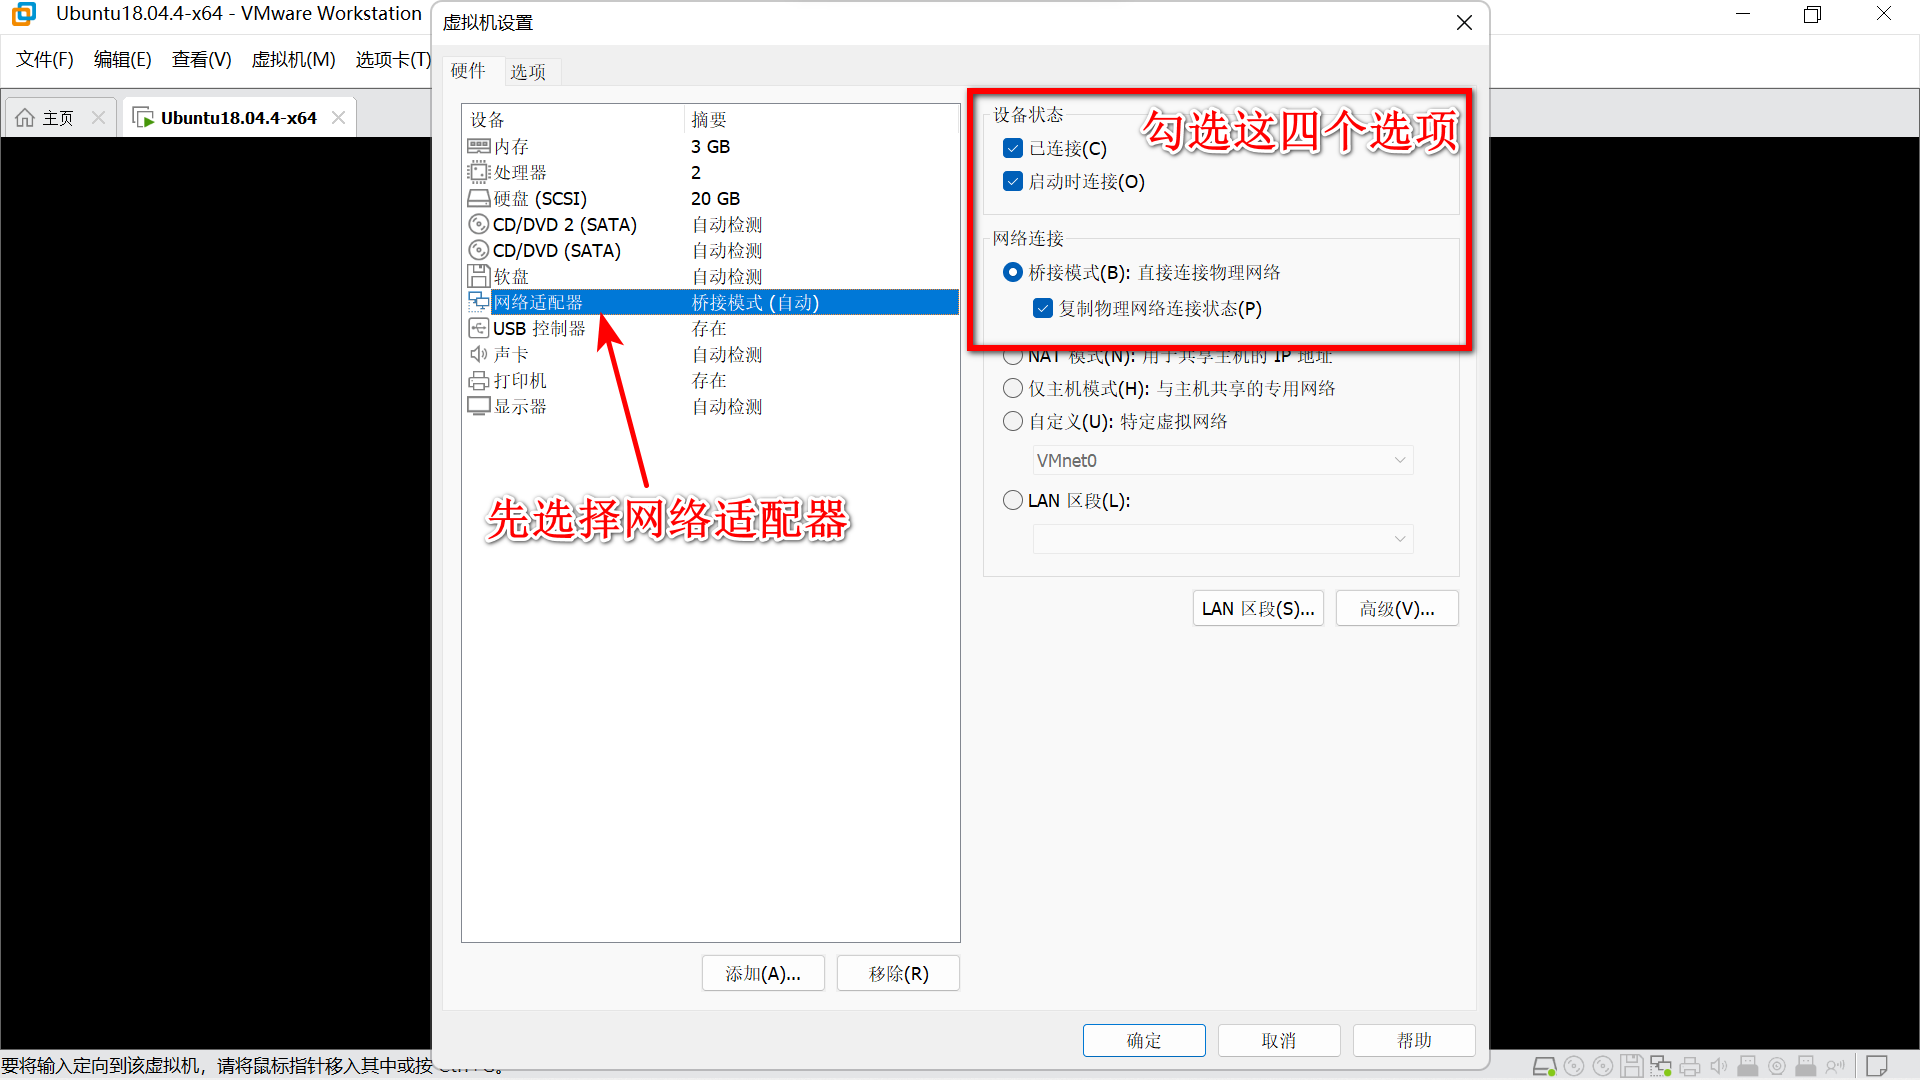 Ubuntu18.04.4-x64 - VMware Workstation
文件(F) 编辑(E) 查看(V) 虚拟机(M) 选项卡(T)
主页
Ubuntu18.04.4-x64
虚拟机设置
硬件 选项
设备 摘要
内存 3 GB
处理器 2
硬盘 (SCSI) 20 GB
CD/DVD 2 (SATA) 自动检测
CD/DVD (SATA) 自动检测
软盘 自动检测
网络适配器 桥接模式 (自动)
USB 控制器 存在
声卡 自动检测
打印机 存在
显示器 自动检测
先选择网络适配器
添加(A)... 移除(R)
设备状态
勾选这四个选项
已连接(C)
启动时连接(O)
网络连接
桥接模式(B): 直接连接物理网络
复制物理网络连接状态(P)
NAT 模式(N): 用于共享主机的 IP 地址
仅主机模式(H): 与主机共享的专用网络
自定义(U): 特定虚拟网络
VMnet0
LAN 区段(L):
LAN 区段(S)... 高级(V)...
确定 取消 帮助
要将输入定向到该虚拟机，请将鼠标指针移入其中或按